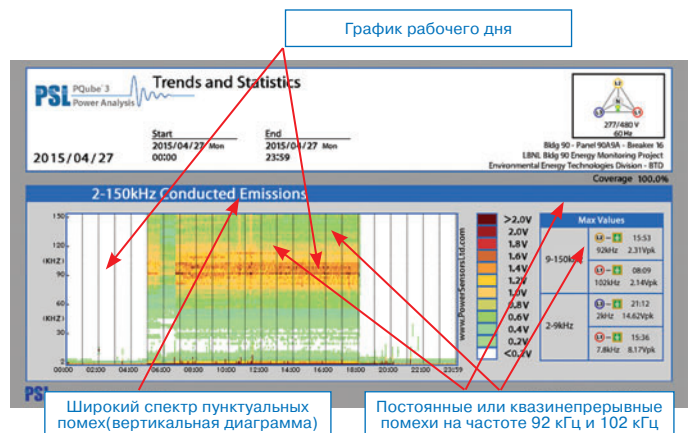 График рабочего дня
PSL PQube 3
Power Analysis
Trends and Statistics
Start End
2015/04/27 Mon 2015/04/27 Mon
2015/04/27 00:00 23:59
L2
N
L3 L1
277/480 V
60 Hz
Bldg 90 - Panel 90A9A - Breaker 16
LBNL Bldg 90 Energy Monitoring Project
Environmental Energy Technologies Division - BTD
Coverage 100.0%
2-150kHz Conducted Emissions
150
(KHZ)
120
90
60
(KHZ)
30
2
00:00 02:00 04:00 06:00 08:00 10:00 12:00 14:00 16:00 18:00 20:00 22:00 23:59
www.PowerSensorsLtd.com
>2.0V
2.0V
1.8V
1.6V
1.4V
1.2V
1.0V
0.8V
0.6V
0.4V
0.2V
<0.2V
Max Values
9-150k
15:53
92kHz 2.31Vpk
08:09
102kHz 2.14Vpk
2-9kHz
21:12
2kHz 14.62Vpk
15:36
7.8kHz 8.17Vpk
PSL
Широкий спектр пунктуальных
помех(вертикальная диаграмма)
Постоянные или квазинепрерывные
помехи на частоте 92 кГц и 102 кГц